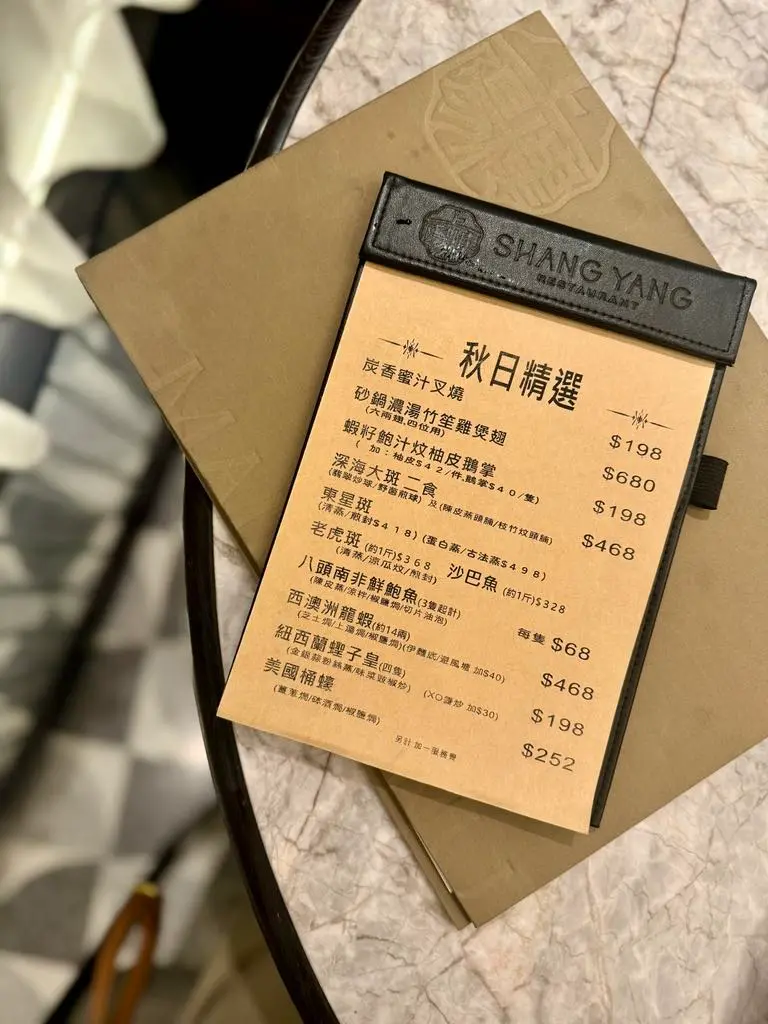 SHANG YANG
RESTAURANT
秋日精選
炭香蜜汁叉燒 $198
砂鍋濃湯竹笙雞煲翅 $680
(六兩翅,四位用)
蝦籽鮑汁炆柚皮鵝掌 $198
( 加：柚皮$42/件,鵝掌$40/隻)
深海大斑 二食 $468
(翡翠炒球/野菌煎球) 及 (陳皮蒸頭腩/枝竹炆頭腩)
東星斑
(清蒸/煎封$418) (蛋白蒸/古法蒸$498)
老虎斑 (約1斤)$368 沙巴魚 (約1斤)$328
(清蒸/涼瓜炆/煎封)
八頭南非鮮鮑魚(3隻起計) 每隻 $68
(陳皮蒸/涼拌/椒鹽焗/切片油泡)
西澳洲龍蝦(約14両) $468
(芝士焗/上湯焗/椒鹽焗)(伊麵底/避風塘 加$40)
紐西蘭蟶子皇(四隻) $198
(金銀蒜粉絲蒸/味菜豉椒炒) (XO醬炒 加$30)
美國桶蠔 $252
(薑蔥焗/砵酒焗/椒鹽焗)
另計加一服務費